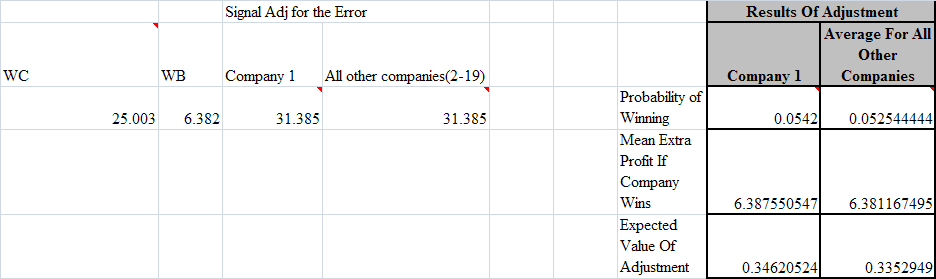 Signal Adj for the Error
Results Of Adjustment
WC
WB
Company 1
All other companies(2-19)
Company 1
Average For All
Other
Companies
25.003
6.382
31.385
31.385
Probability of
Winning
0.0542
0.052544444
Mean Extra
Profit If
Company
Wins
6.387550547
6.381167495
Expected
Value Of
Adjustment
0.34620524
0.3352949